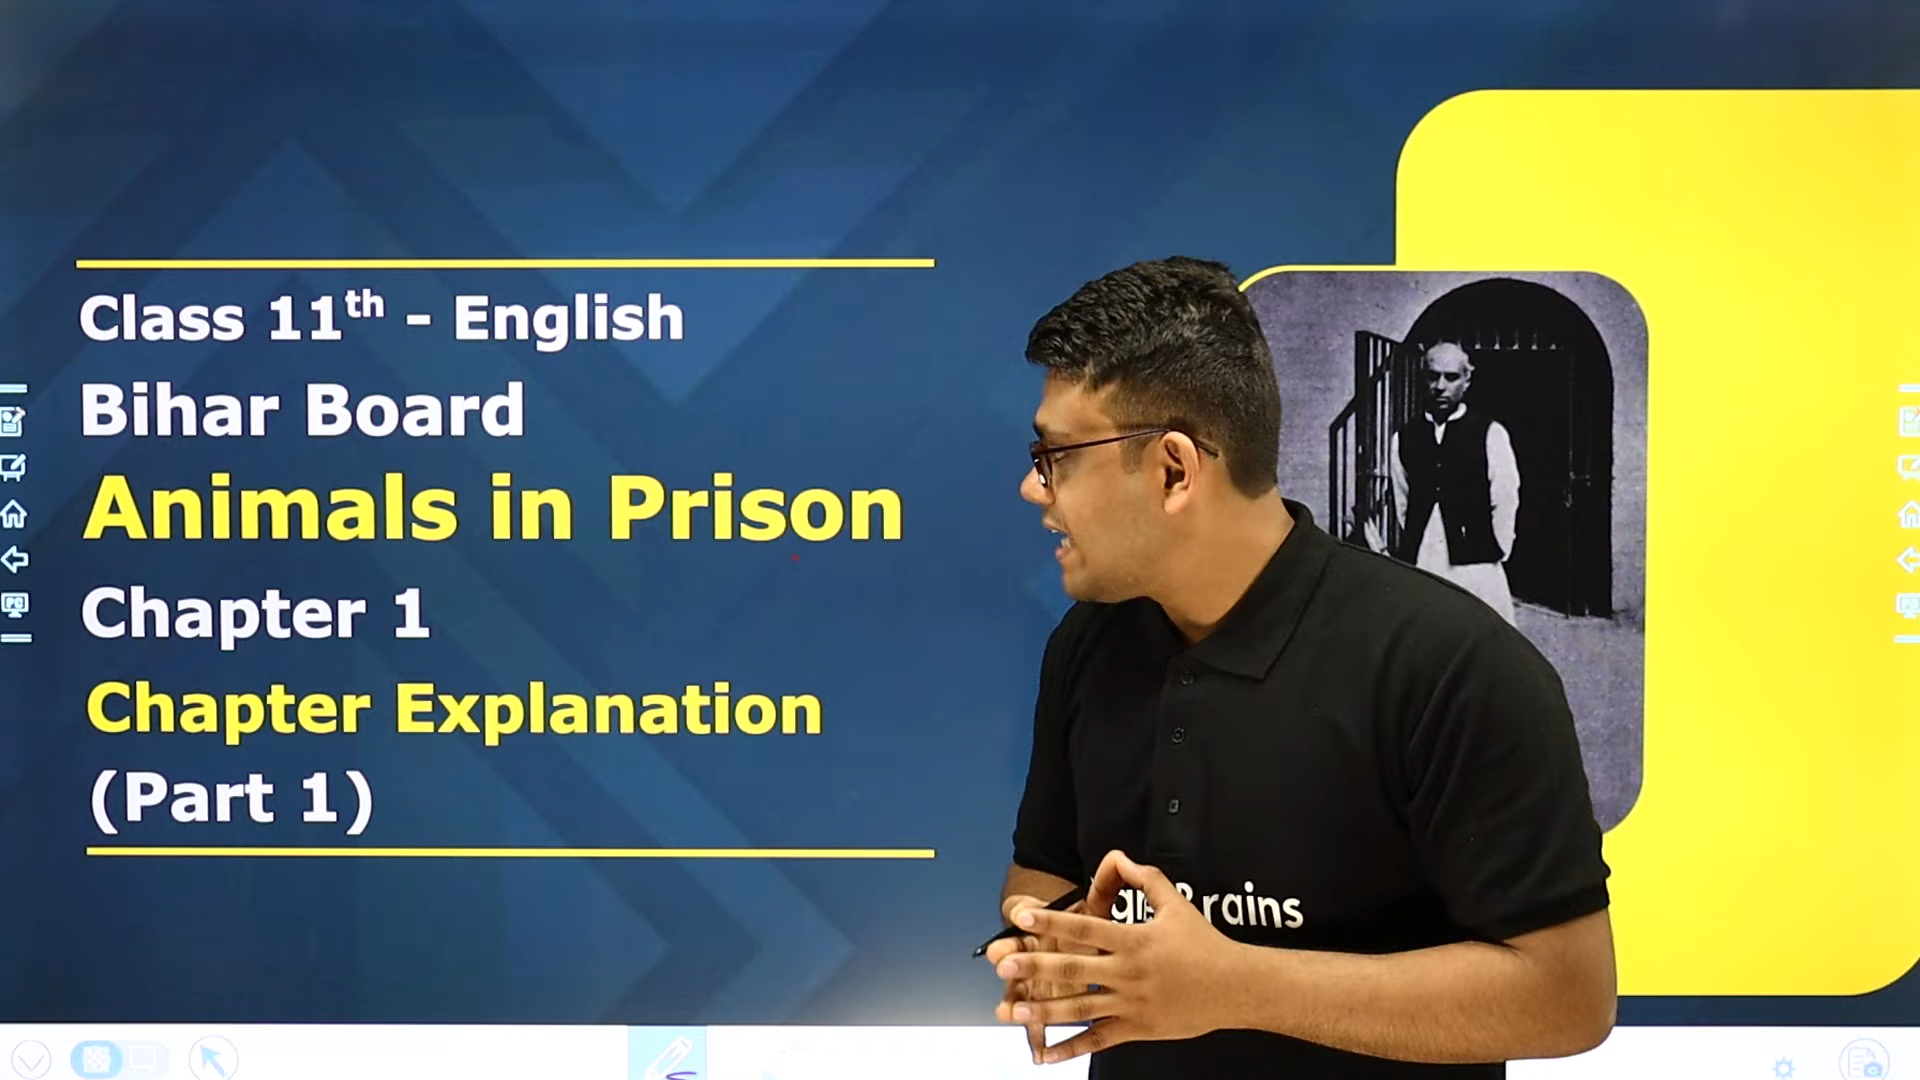 Class 11th - English
Bihar Board
Animals in Prison
Chapter 1
Chapter Explanation
(Part 1)
rains